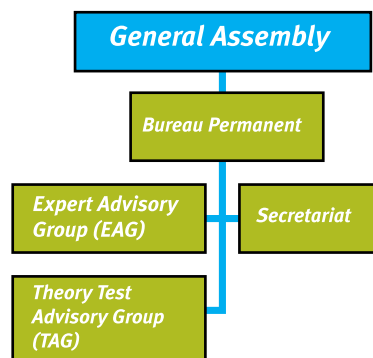 General Assembly
Bureau Permanent
Expert Advisory
Group (EAG)
Secretariat
Theory Test
Advisory Group
(TAG)